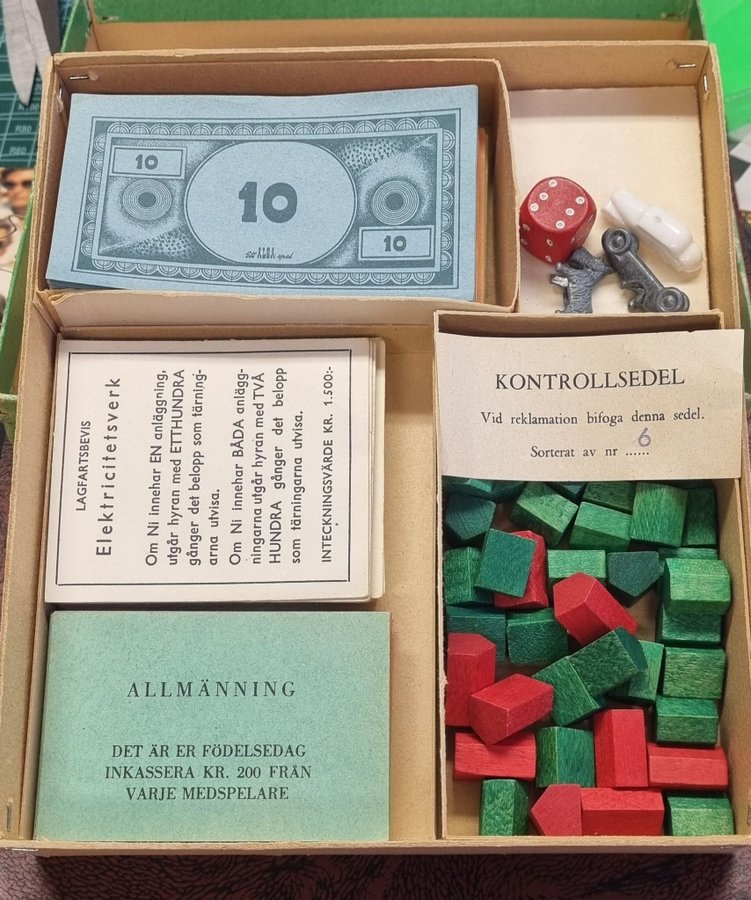 10
10
10
KONTROLLSEDEL
Vid reklamation bifoga denna sedel.
Sorterat av nr ...6...
LAGFARTSBEVIS
Elektricitetsverk
Om Ni innehar EN anläggning,
utgår hyran med ETTHUNDRA
gånger det belopp som tärning-
arna utvisa.
Om Ni innehar BÅDA anlägg-
ningarna utgår hyran med TVÅ
HUNDRA gånger det belopp
som tärningarna utvisa.
INTECKNINGSVÄRDE KR. 1.500:-
ALLMÄNNING
DET ÄR ER FÖDELSEDAG
INKASSERA KR. 200 FRÅN
VARJE MEDSPELARE